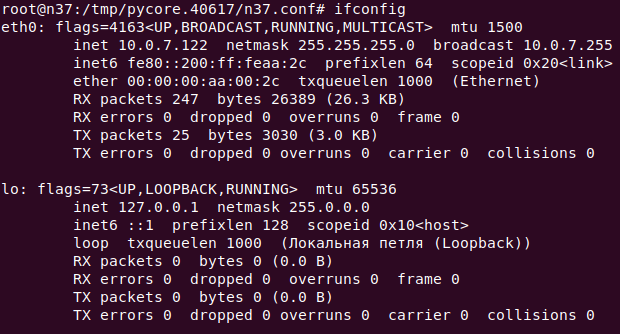 root@n37:/tmp/pycore.40617/n37.conf# ifconfig
eth0: flags=4163<UP,BROADCAST,RUNNING,MULTICAST>  mtu 1500
        inet 10.0.7.122  netmask 255.255.255.0  broadcast 10.0.7.255
        inet6 fe80::200:ff:feaa:2c  prefixlen 64  scopeid 0x20<link>
        ether 00:00:00:aa:00:2c  txqueuelen 1000  (Ethernet)
        RX packets 247  bytes 26389 (26.3 KB)
        RX errors 0  dropped 0  overruns 0  frame 0
        TX packets 25  bytes 3030 (3.0 KB)
        TX errors 0  dropped 0 overruns 0  carrier 0  collisions 0

lo: flags=73<UP,LOOPBACK,RUNNING>  mtu 65536
        inet 127.0.0.1  netmask 255.0.0.0
        inet6 ::1  prefixlen 128  scopeid 0x10<host>
        loop  txqueuelen 1000  (Локальная петля (Loopback))
        RX packets 0  bytes 0 (0.0 B)
        RX errors 0  dropped 0  overruns 0  frame 0
        TX packets 0  bytes 0 (0.0 B)
        TX errors 0  dropped 0 overruns 0  carrier 0  collisions 0